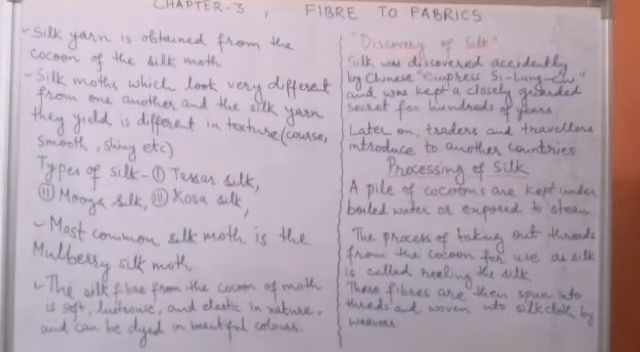 CHAPTER-3, FIBRE TO FABRICS
Silk yarn is obtained from the
cocoon of the silk moth
Silk moths which look very different
from one another and the silk yarn
they yield is different in texture (course,
smooth, shiny etc)
Types of silk - ① Tassar silk,
② Mooga silk, ③ Kosa silk,
Most common silk moth is the
Mulberry silk moth.
The silk fibre from the cocoon of moth
is soft, lustrouse, and elastic in nature,
and can be dyed in beautiful colours.
"Discovery of Silk"
Silk was discovered accidently
by Chinese "empress Si-lung-
and was kept a closely guarded
secret for hundreds of years
Later on, traders and travellers
introduce to another countries
Processing of Silk
A pile of cocoons are kept under
boiled water or exposed to steam
The process of taking out threads
from the cocoon for use as silk
is called reeling the silk.
These fibres are then spun into
threads and woven into silk cloth by
weavers.